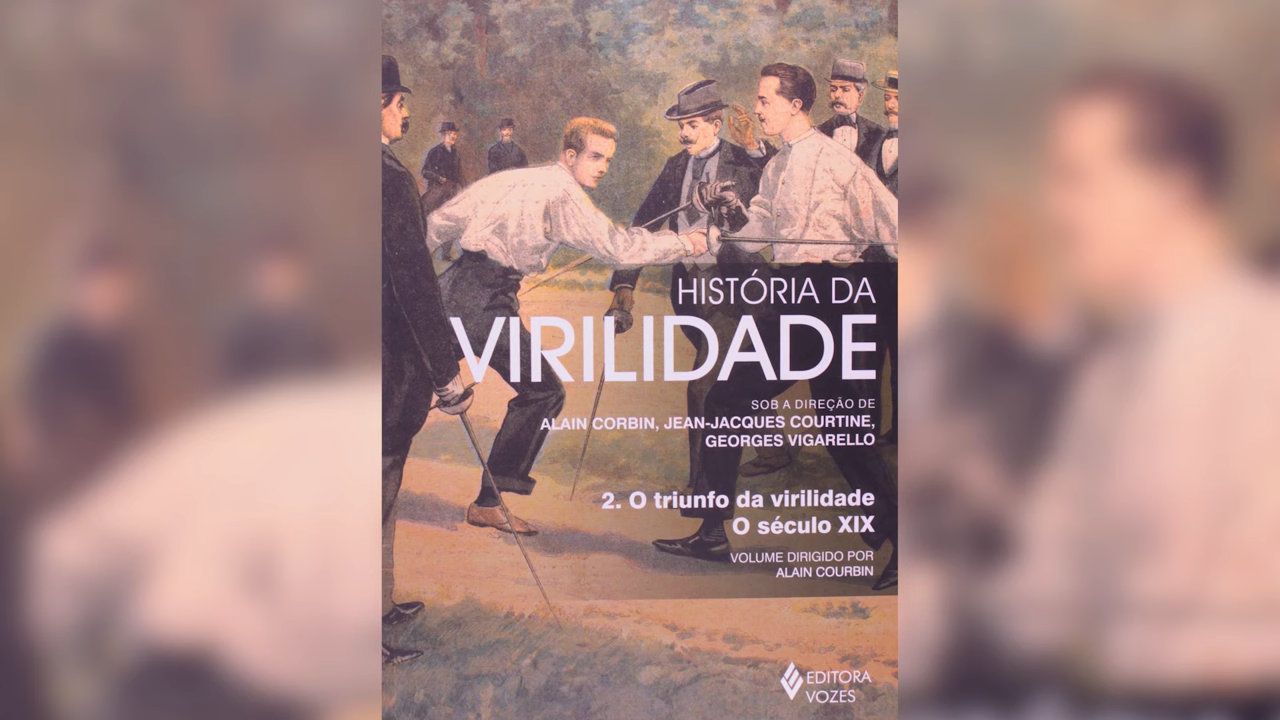 HISTÓRIA DA
VIRILIDADE
SOB A DIREÇÃO DE
ALAIN CORBIN, JEAN-JACQUES COURTINE,
GEORGES VIGARELLO
2. O triunfo da virilidade
O século XIX
VOLUME DIRIGIDO POR
ALAIN COURBIN
EDITORA
VOZES